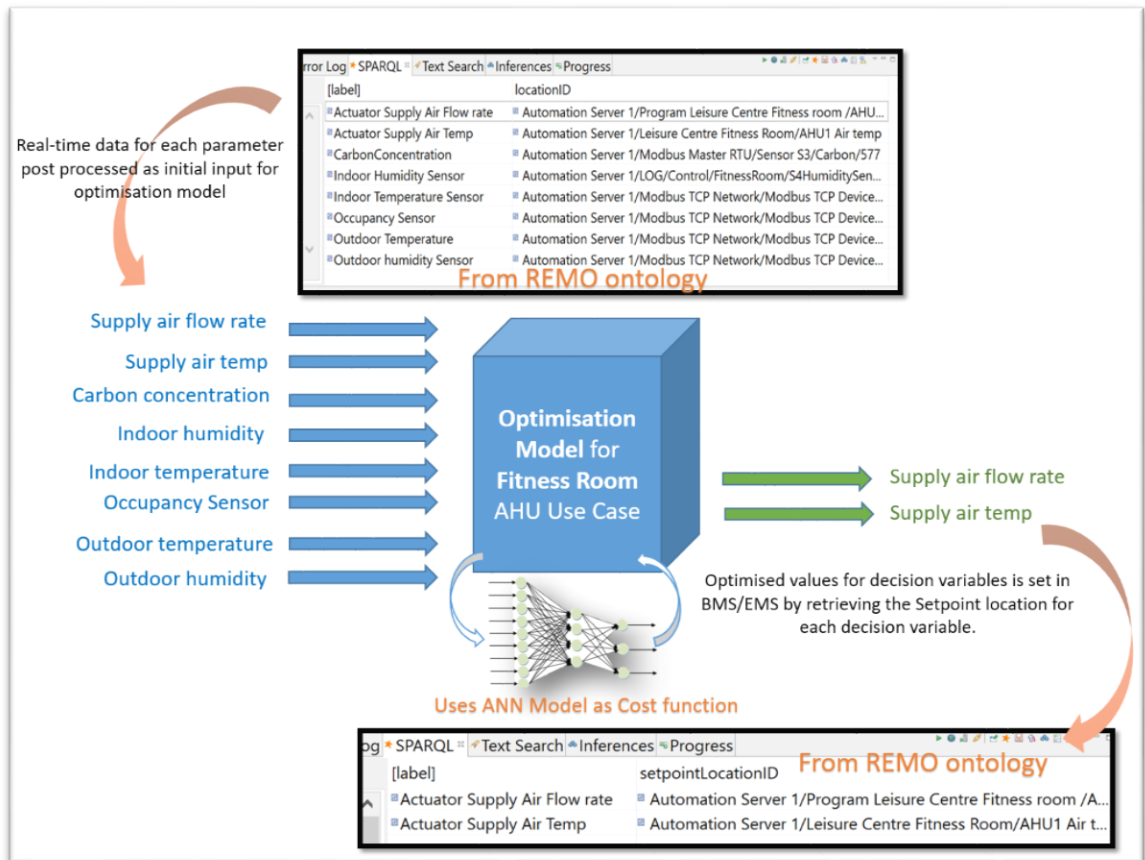 rror Log SPARQL Text Search Inferences Progress
[label] locationID
Actuator Supply Air Flow rate Automation Server 1/Program Leisure Centre Fitness room /AHU...
Actuator Supply Air Temp Automation Server 1/Leisure Centre Fitness Room/AHU1 Air temp
CarbonConcentration Automation Server 1/Modbus Master RTU/Sensor S3/Carbon/577
Indoor Humidity Sensor Automation Server 1/LOG/Control/FitnessRoom/S4HumiditySen...
Indoor Temperature Sensor Automation Server 1/Modbus TCP Network/Modbus TCP Device...
Occupancy Sensor Automation Server 1/Modbus TCP Network/Modbus TCP Device...
Outdoor Temperature Automation Server 1/Modbus TCP Network/Modbus TCP Device...
Outdoor humidity Sensor Automation Server 1/Modbus TCP Network/Modbus TCP Device...
From REMO ontology
Real-time data for each parameter
post processed as initial input for
optimisation model
Supply air flow rate
Supply air temp
Carbon concentration
Indoor humidity
Indoor temperature
Occupancy Sensor
Outdoor temperature
Outdoor humidity
Optimisation
Model for
Fitness Room
AHU Use Case
Supply air flow rate
Supply air temp
Optimised values for decision variables is set in
BMS/EMS by retrieving the Setpoint location for
each decision variable.
Uses ANN Model as Cost function
og SPARQL Text Search Inferences Progress
From REMO ontology
[label] setpointLocationID
Actuator Supply Air Flow rate Automation Server 1/Program Leisure Centre Fitness room /A...
Actuator Supply Air Temp Automation Server 1/Leisure Centre Fitness Room/AHU1 Air t...